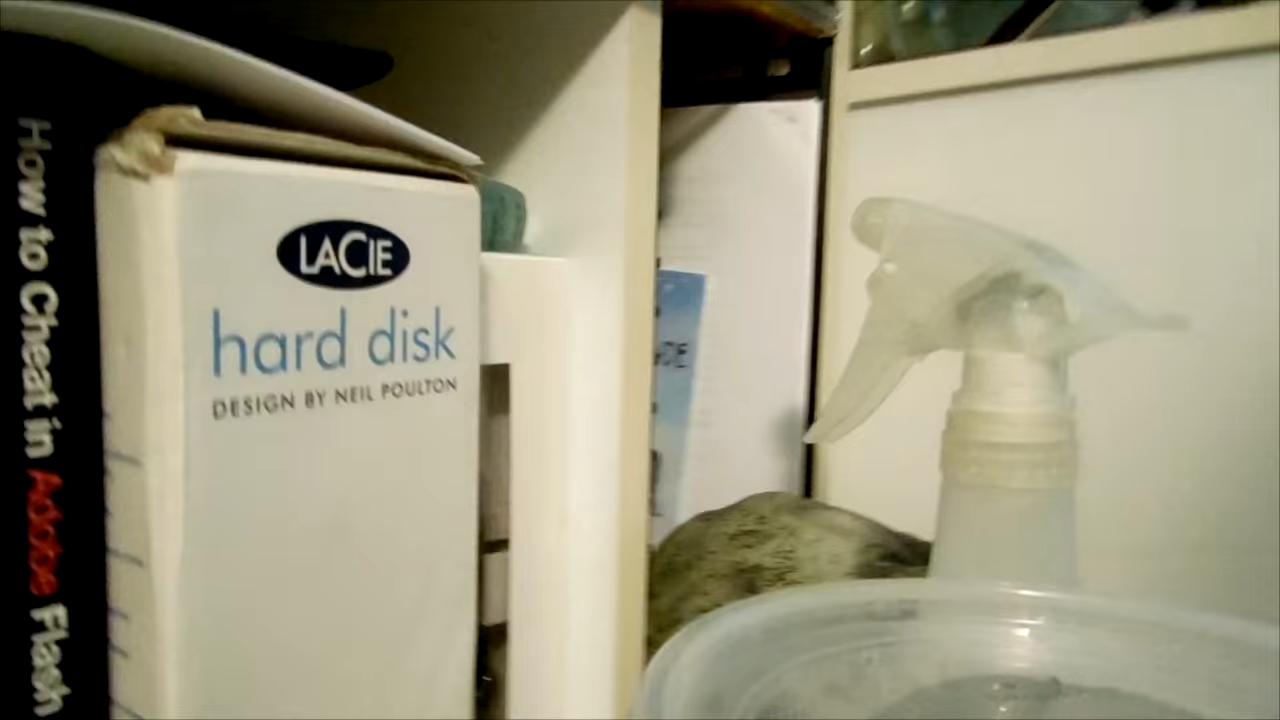 How to Cheat in Adobe Flash
LACIE
hard disk
DESIGN BY NEIL POULTON